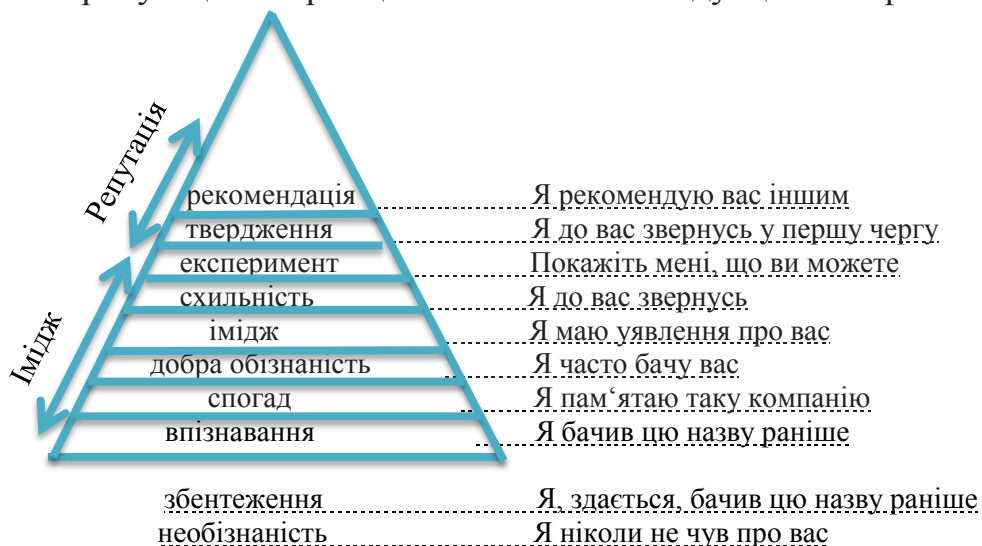 Репутація
рекомендація Я рекомендую вас іншим
твердження Я до вас звернусь у першу чергу
експеримент Покажіть мені, що ви можете
схильність Я до вас звернусь
Імідж
імідж Я маю уявлення про вас
добра обізнаність Я часто бачу вас
спогад Я пам‘ятаю таку компанію
впізнавання Я бачив цю назву раніше
збентеження Я, здається, бачив цю назву раніше
необізнаність Я ніколи не чув про вас